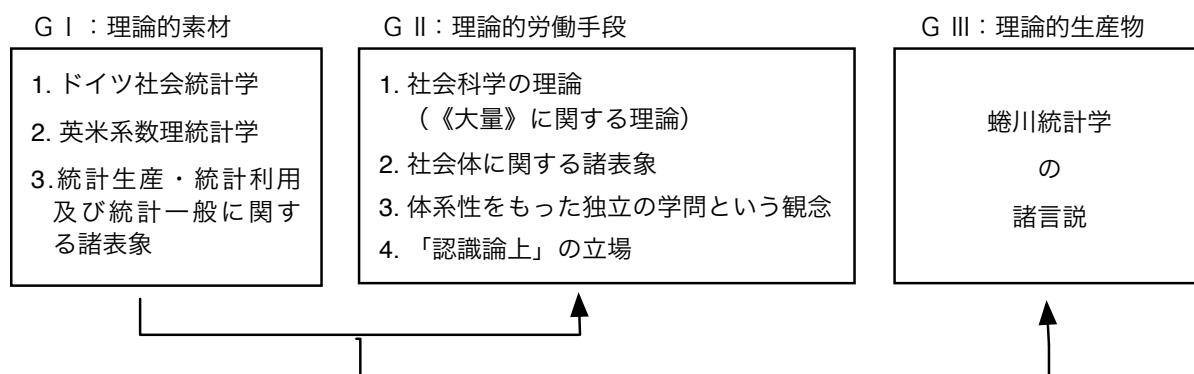 G Ⅰ：理論的素材
1. ドイツ社会統計学
2. 英米系数理統計学
3.統計生産・統計利用
及び統計一般に関す
る諸表象
G Ⅱ：理論的労働手段
1. 社会科学の理論
（《大量》に関する理論）
2. 社会体に関する諸表象
3. 体系性をもった独立の学問という観念
4. 「認識論上」の立場
G Ⅲ：理論的生産物
蜷川統計学
の
諸言説